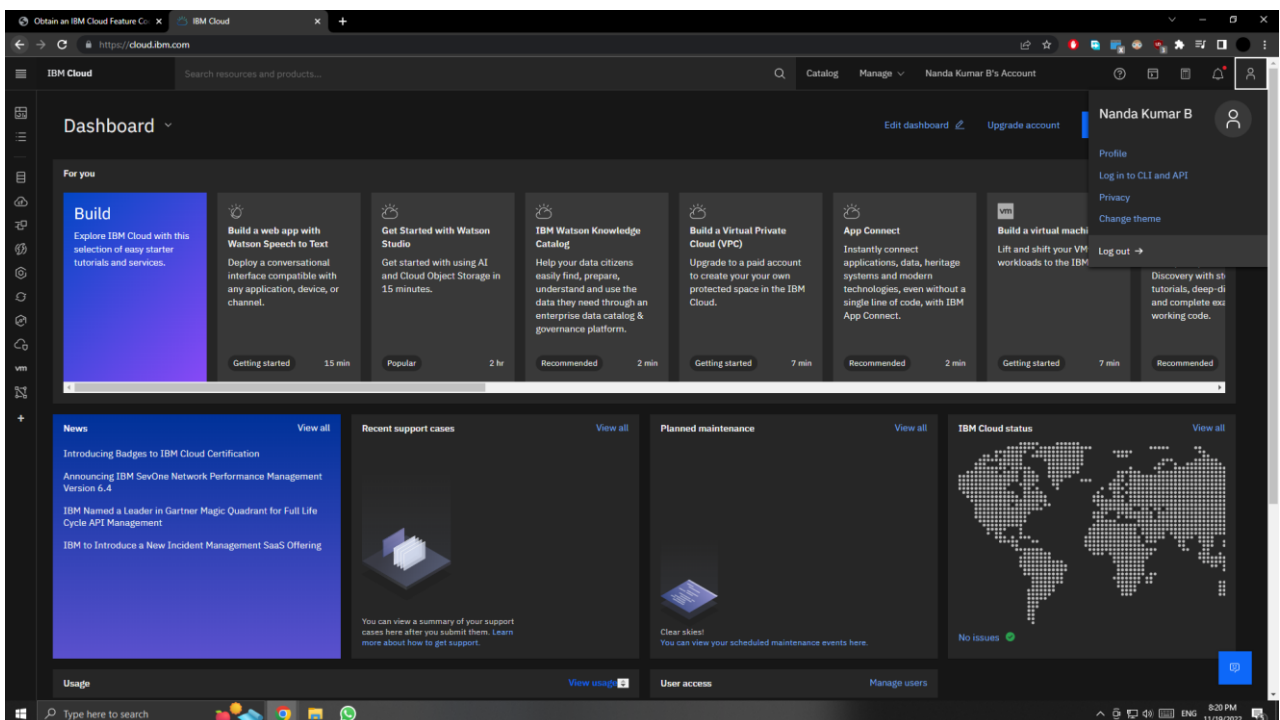 Obtain an IBM Cloud Feature Co
IBM Cloud
https://cloud.ibm.com
IBM Cloud
Search resources and products...
Catalog
Manage
Nanda Kumar B's Account
Dashboard
Edit dashboard
Upgrade account
Nanda Kumar B
Profile
Log in to CLI and API
Privacy
Change theme
Log out →
For you
Build
Explore IBM Cloud with this
selection of easy starter
tutorials and services.
Build a web app with
Watson Speech to Text
Deploy a conversational
interface compatible with
any application, device, or
channel.
Getting started
15 min
Get Started with Watson
Studio
Get started with using AI
and Cloud Object Storage in
15 minutes.
Popular
2 hr
IBM Watson Knowledge
Catalog
Help your data citizens
easily find, prepare,
understand and use the
data they need through an
enterprise data catalog &
governance platform.
Recommended
2 min
Build a Virtual Private
Cloud (VPC)
Upgrade to a paid account
to create your your own
protected space in the IBM
Cloud.
Getting started
7 min
App Connect
Instantly connect
applications, data, heritage
systems and modern
technologies, even without a
single line of code, with IBM
App Connect.
Recommended
2 min
vm
Build a virtual machi
Lift and shift your VM
workloads to the IBM
Getting started
7 min
Discovery with st
tutorials, deep-di
and complete exa
working code.
Recommended
vm
News
View all
Introducing Badges to IBM Cloud Certification
Announcing IBM SevOne Network Performance Management
Version 6.4
IBM Named a Leader in Gartner Magic Quadrant for Full Life
Cycle API Management
IBM to Introduce a New Incident Management SaaS Offering
Recent support cases
View all
You can view a summary of your support
cases here after you submit them. Learn
more about how to get support.
Planned maintenance
View all
Clear skies!
You can view your scheduled maintenance events here.
IBM Cloud status
View all
No issues
Usage
View usage
User access
Manage users
Type here to search
ENG
8:20 PM
11/19/2022